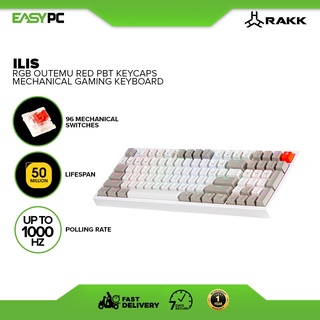 EASYPC
RAKK
ILIS
RGB OUTEMU RED PBT KEYCAPS
MECHANICAL GAMING KEYBOARD
96 MECHANICAL
SWITCHES
50
MILLION
LIFESPAN
UP TO
1000
HZ
POLLING RATE
FAST
DELIVERY
1